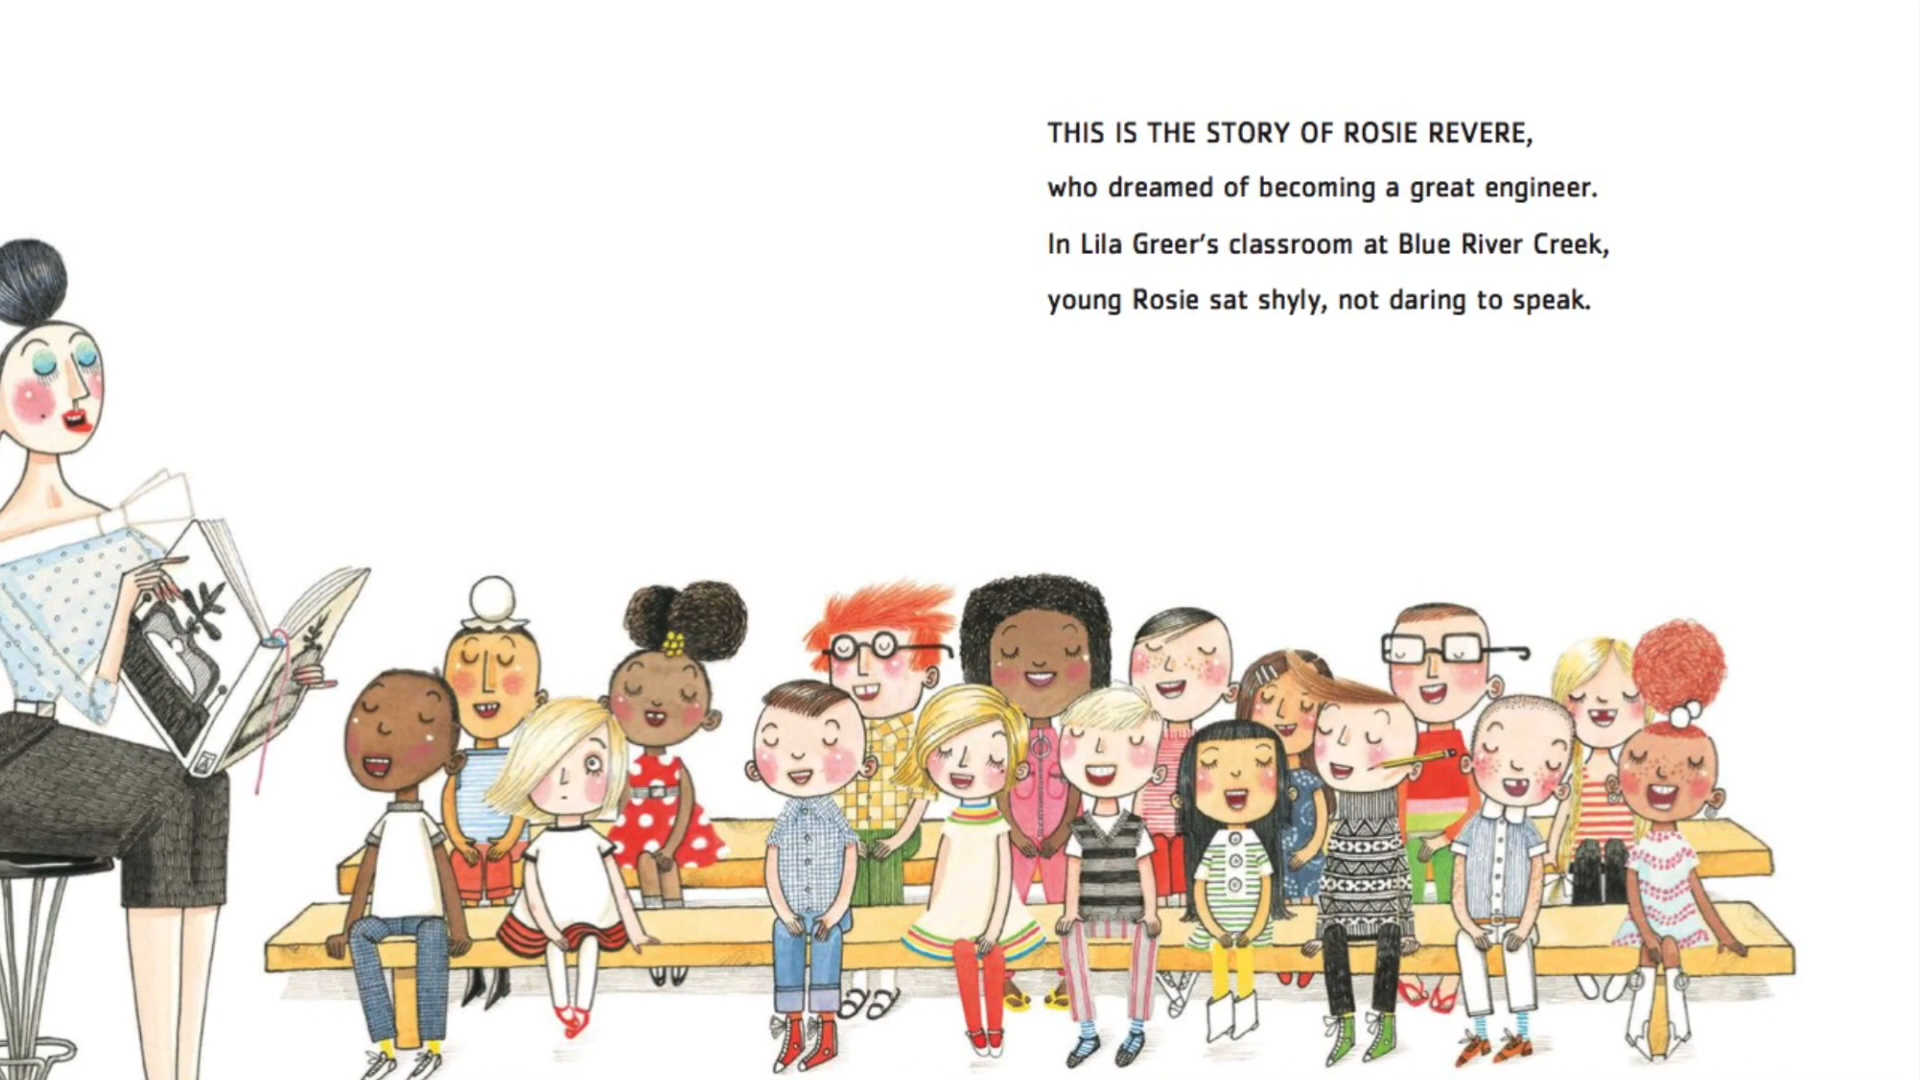 THIS IS THE STORY OF ROSIE REVERE,
who dreamed of becoming a great engineer.
In Lila Greer’s classroom at Blue River Creek,
young Rosie sat shyly, not daring to speak.